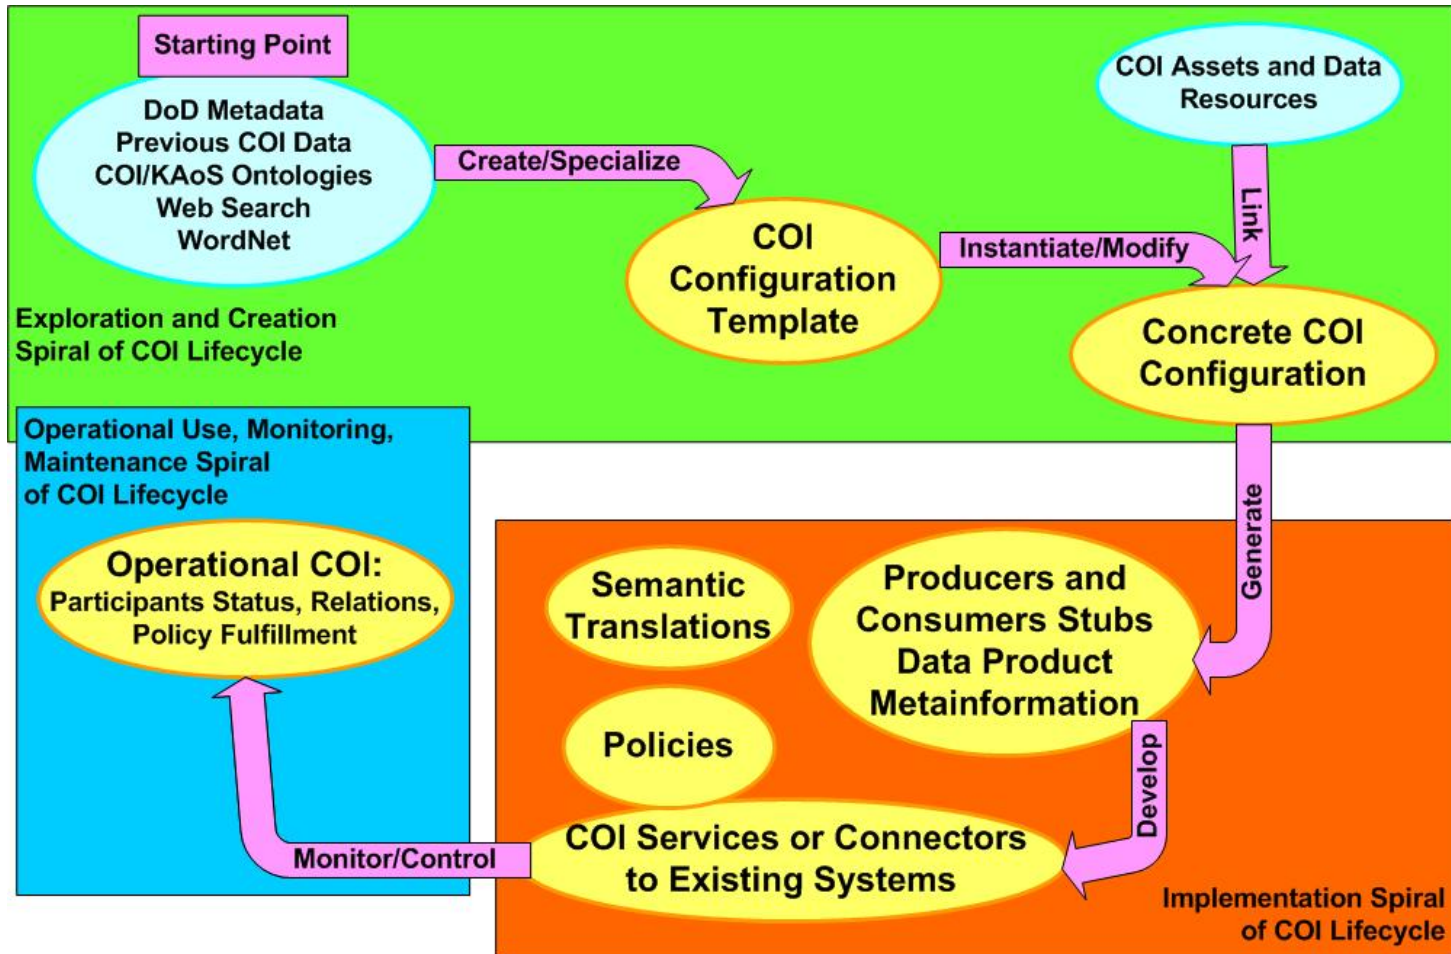 Starting Point
DoD Metadata
Previous COI Data
COI/KAoS Ontologies
Web Search
WordNet
Create/Specialize
COI
Configuration
Template
Instantiate/Modify
COI Assets and Data
Resources
Link
Concrete COI
Configuration
Exploration and Creation
Spiral of COI Lifecycle
Generate
Producers and
Consumers Stubs
Data Product
Metainformation
Semantic
Translations
Policies
Develop
COI Services or Connectors
to Existing Systems
Implementation Spiral
of COI Lifecycle
Monitor/Control
Operational Use, Monitoring,
Maintenance Spiral
of COI Lifecycle
Operational COI:
Participants Status, Relations,
Policy Fulfillment